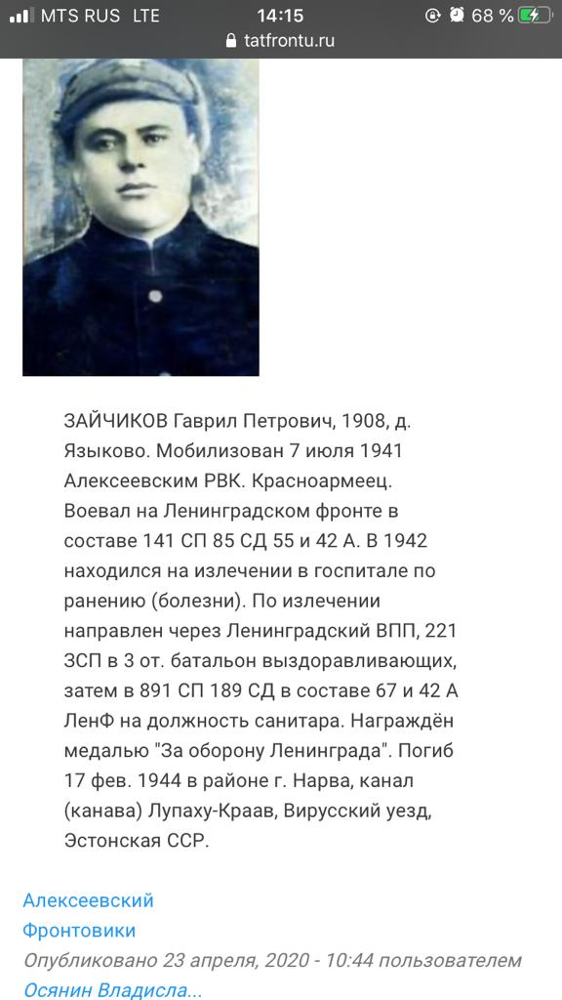 MTS RUS LTE 14:15 68 %
tatfrontu.ru
ЗАЙЧИКОВ Гаврил Петрович, 1908, д.
Языково. Мобилизован 7 июля 1941
Алексеевским РВК. Красноармеец.
Воевал на Ленинградском фронте в
составе 141 СП 85 СД 55 и 42 А. В 1942
находился на излечении в госпитале по
ранению (болезни). По излечении
направлен через Ленинградский ВПП, 221
ЗСП в 3 от. батальон выздоравливающих,
затем в 891 СП 189 СД в составе 67 и 42 А
ЛенФ на должность санитара. Награждён
медалью "За оборону Ленинграда". Погиб
17 фев. 1944 в районе г. Нарва, канал
(канава) Лупаху-Краав, Вирусский уезд,
Эстонская ССР.
Алексеевский
Фронтовики
Опубликовано 23 апреля, 2020 - 10:44 пользователем
Осянин Владисла...